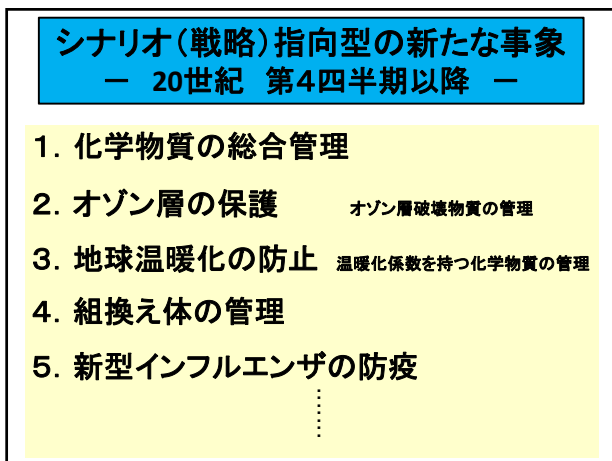 シナリオ（戦略）指向型の新たな事象
－ 20世紀 第４四半期以降 －
１．化学物質の総合管理
２．オゾン層の保護 オゾン層破壊物質の管理
３．地球温暖化の防止 温暖化係数を持つ化学物質の管理
４．組換え体の管理
５．新型インフルエンザの防疫
⋮